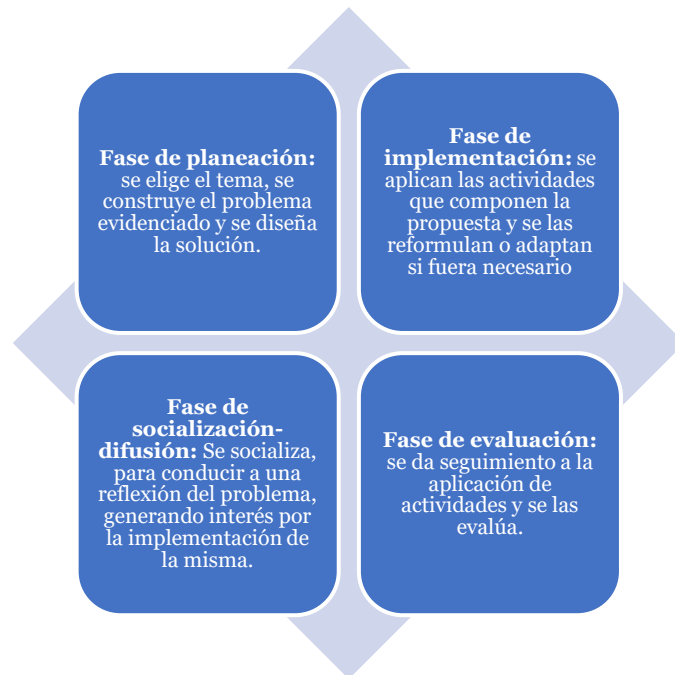 Fase de planeación:
se elige el tema, se
construye el problema
evidenciado y se diseña
la solución.
Fase de
implementación: se
aplican las actividades
que componen la
propuesta y se las
reformulan o adaptan
si fuera necesario
Fase de
socialización-
difusión: Se socializa,
para conducir a una
reflexión del problema,
generando interés por
la implementación de
la misma.
Fase de evaluación:
se da seguimiento a la
aplicación de
actividades y se las
evalúa.